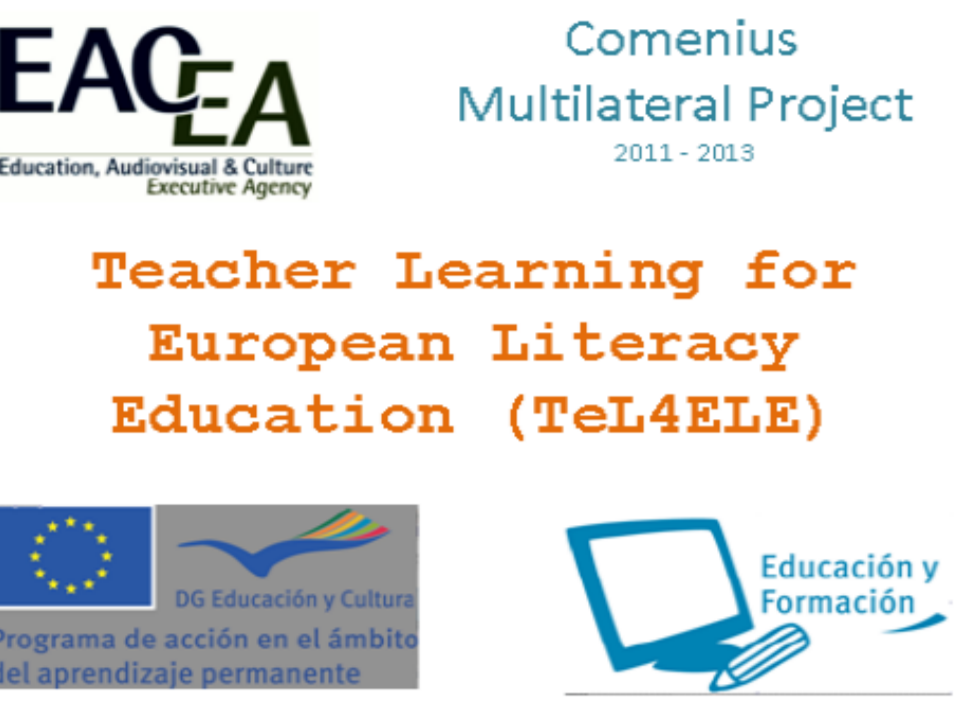 EACEA
Education, Audiovisual & Culture
Executive Agency
Comenius
Multilateral Project
2011 - 2013
Teacher Learning for
European Literacy
Education (TeL4ELE)
DG Educación y Cultura
Programa de acción en el ámbito
del aprendizaje permanente
Educación y
Formación